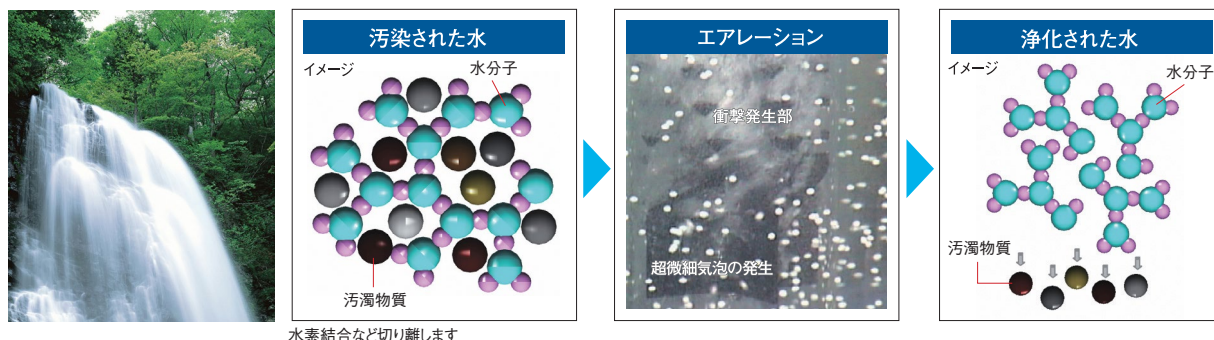 汚染された水
イメージ
水分子
汚濁物質
水素結合など切り離します
エアレーション
衝撃発生部
超微細気泡の発生
浄化された水
イメージ
水分子
汚濁物質